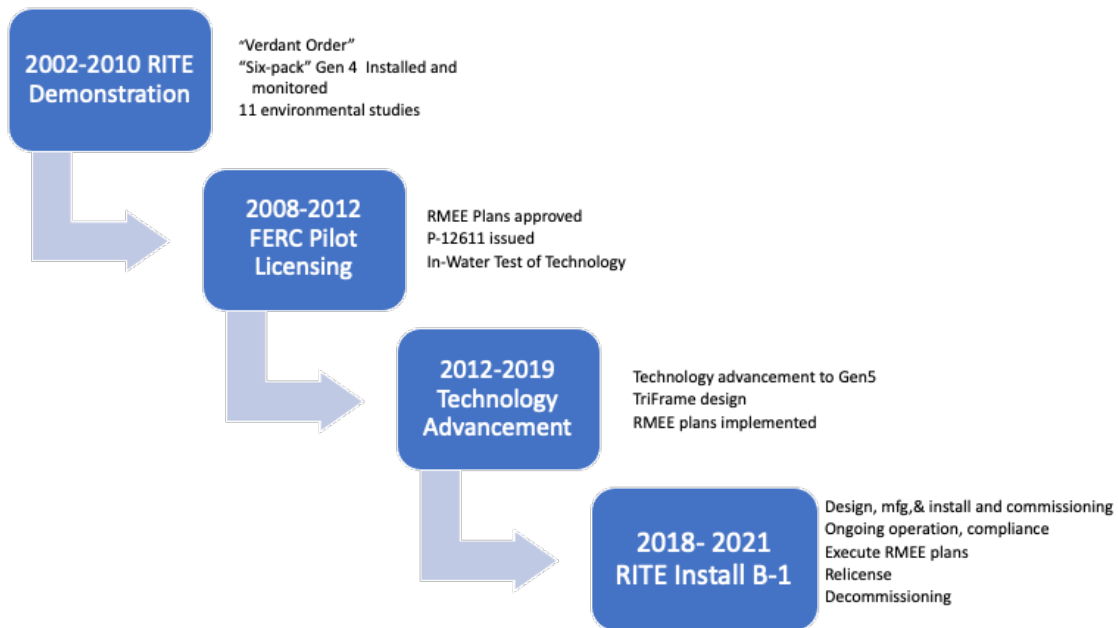 2002-2010 RITE
Demonstration
“Verdant Order”
“Six-pack” Gen 4 Installed and
monitored
11 environmental studies
2008-2012
FERC Pilot
Licensing
RMEE Plans approved
P-12611 issued
In-Water Test of Technology
2012-2019
Technology
Advancement
Technology advancement to Gen5
TriFrame design
RMEE plans implemented
2018- 2021
RITE Install B-1
Design, mfg,& install and commissioning
Ongoing operation, compliance
Execute RMEE plans
Relicense
Decommissioning